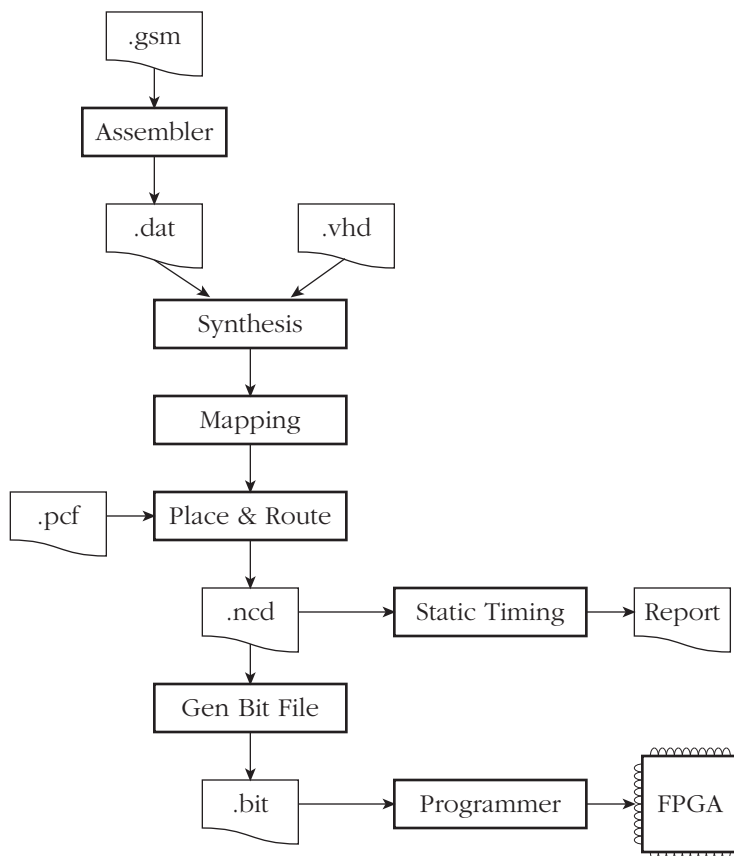 .gsm
Assembler
.dat
.vhd
Synthesis
Mapping
.pcf
Place & Route
.ncd
Static Timing
Report
Gen Bit File
.bit
Programmer
FPGA